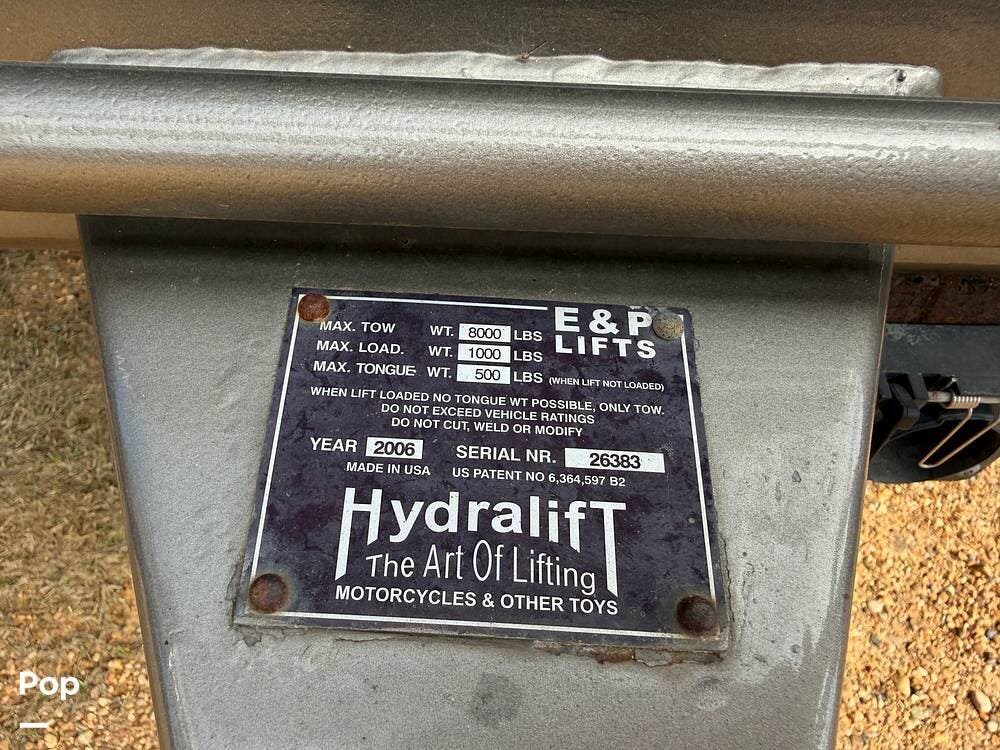 E & P
LIFTS
MAX. TOW WT. 8000 LBS
MAX. LOAD. WT. 1000 LBS
MAX. TONGUE WT. 500 LBS (WHEN LIFT NOT LOADED)
WHEN LIFT LOADED NO TONGUE WT POSSIBLE, ONLY TOW.
DO NOT EXCEED VEHICLE RATINGS
DO NOT CUT, WELD OR MODIFY
YEAR 2006 SERIAL NR. 26383
MADE IN USA US PATENT NO 6,364,597 B2
HydralifT
The Art Of Lifting
MOTORCYCLES & OTHER TOYS
Pop